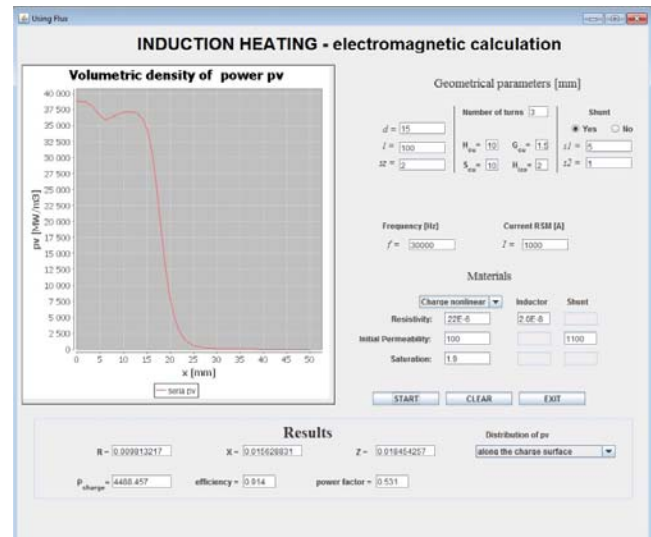 Using Flux
INDUCTION HEATING - electromagnetic calculation
Volumetric density of power pv
40 000
37 500
35 000
32 500
30 000
27 500
25 000
22 500
20 000
17 500
15 000
12 500
10 000
7 500
5 000
2 500
0
pv [MW/m3]
0 5 10 15 20 25 30 35 40 45 50
x [mm]
seria pv
Geometrical parameters [mm]
Number of turns 3
Shunt
Yes No
d = 15
l = 100
sz = 2
H = 10 G = 1.5
S = 10 H = 2
s1 = 5
s2 = 1
Frequency [Hz] Current RSM [A]
f = 30000 I = 1000
Materials
Charge nonlinear Inductor Shunt
Resistivity: .22E-6 2.0E-8
Initial Permeability: 100 1100
Saturation: 1.9
START CLEAR EXIT
Results
Distribution of pv
R = 0.009813217 X = 0.015628831 Z = 0.018454257 along the charge surface
P charge = 4488.457 efficiency = 0.914 power factor = 0.531